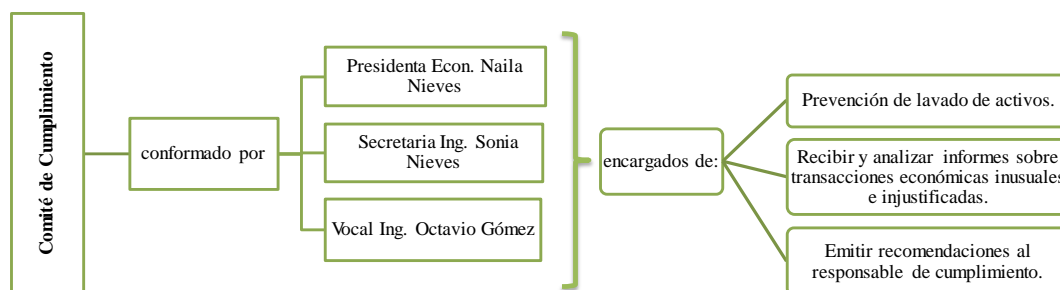 Comité de Cumplimiento
conformado por
Presidenta Econ. Naila
Nieves
Secretaria Ing. Sonia
Nieves
Vocal Ing. Octavio Gómez
encargados de:
Prevención de lavado de activos.
Recibir y analizar informes sobre
transacciones económicas inusuales
e injustificadas.
Emitir recomendaciones al
responsable de cumplimiento.